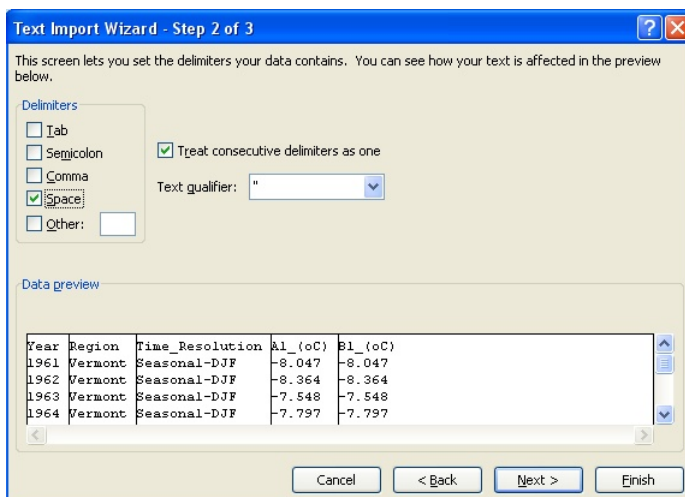 Text Import Wizard - Step 2 of 3
This screen lets you set the delimiters your data contains. You can see how your text is affected in the preview
below.
Delimiters
Tab
Semicolon
Comma
Space
Other:
Treat consecutive delimiters as one
Text qualifier: "
Data preview
Year Region Time_Resolution A1_(oC) B1_(oC)
1961 Vermont Seasonal-DJF -8.047 -8.047
1962 Vermont Seasonal-DJF -8.364 -8.364
1963 Vermont Seasonal-DJF -7.548 -7.548
1964 Vermont Seasonal-DJF -7.797 -7.797
Cancel < Back Next > Finish